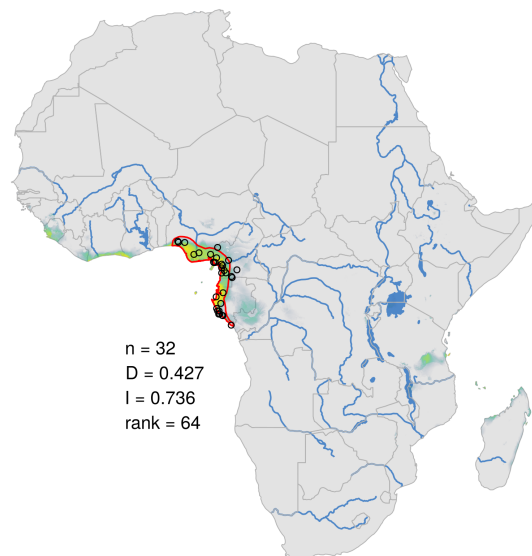 n = 32
D = 0.427
I = 0.736
rank = 64